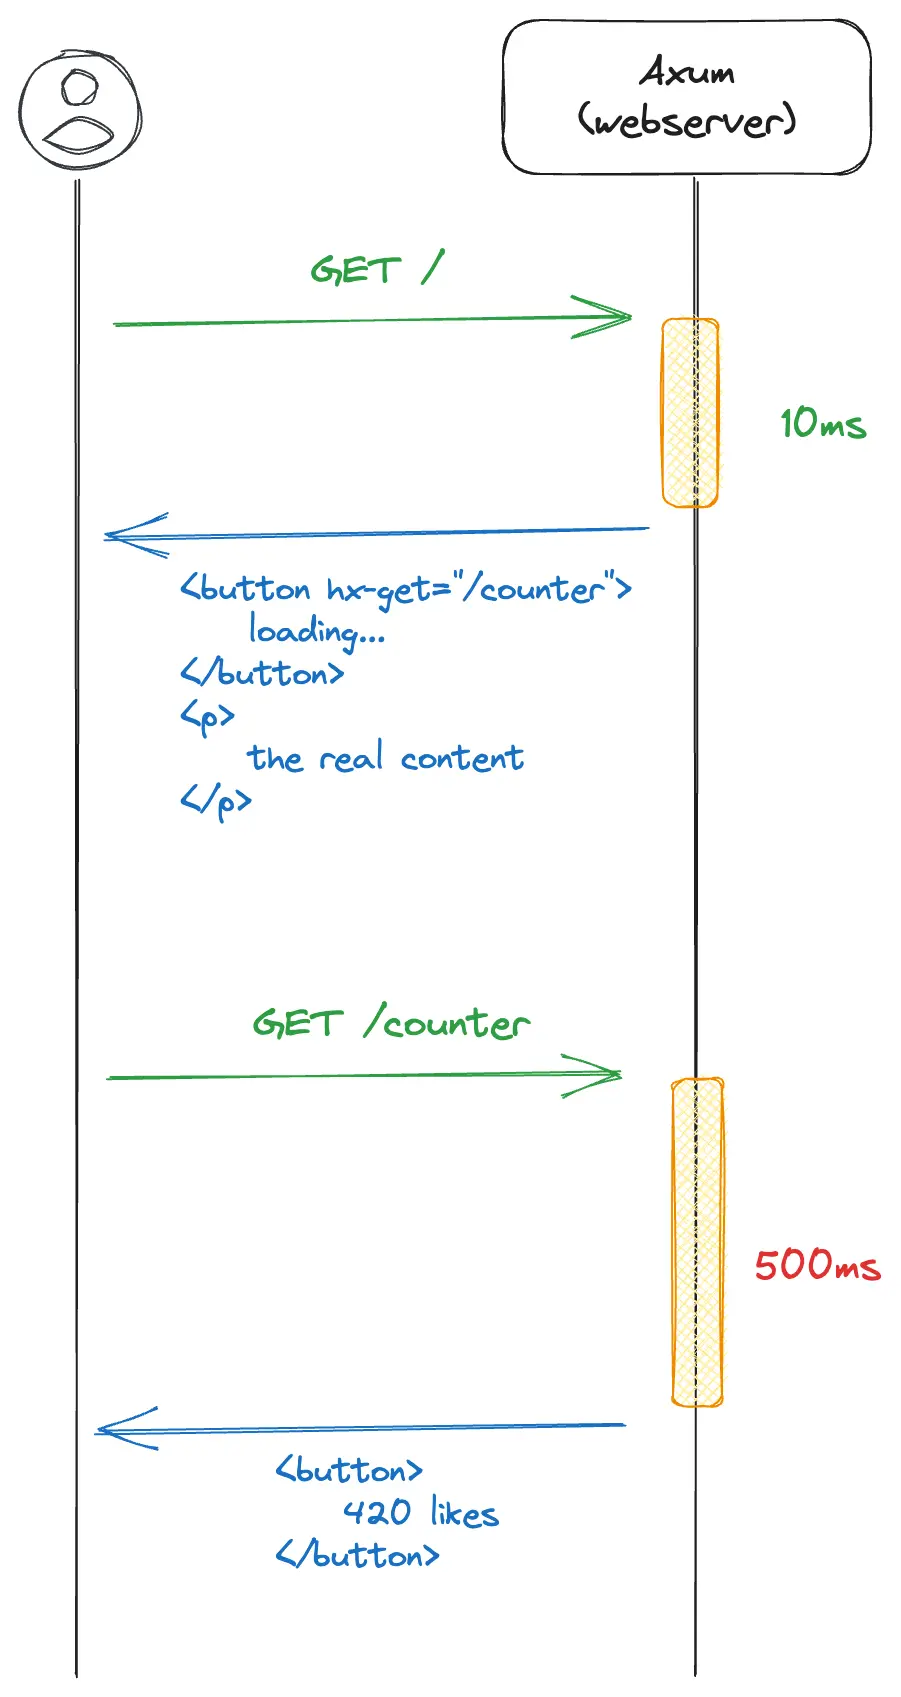 Axum
(webserver)
GET /
10ms
<button hx-get="/counter">
loading...
</button>
<p>
the real content
</p>
GET /counter
500ms
<button>
420 likes
</button>